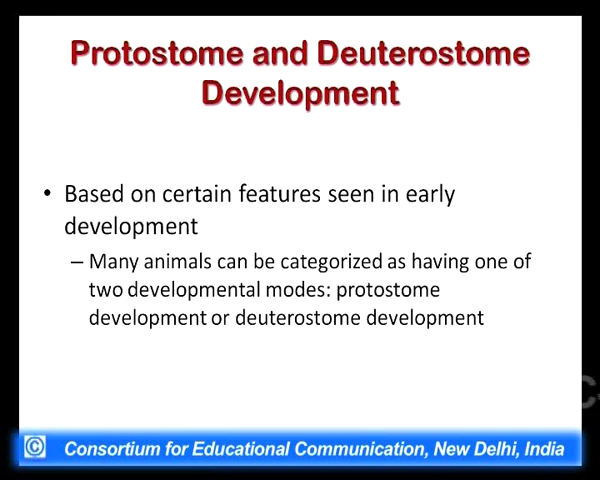 Protostome and Deuterostome
Development
• Based on certain features seen in early
development
– Many animals can be categorized as having one of
two developmental modes: protostome
development or deuterostome development
© Consortium for Educational Communication, New Delhi, India